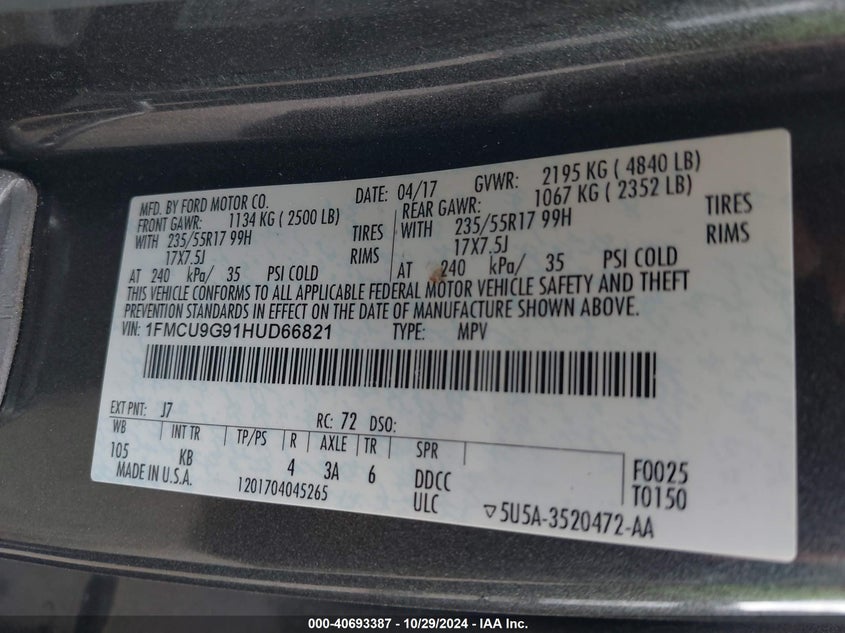 MFD. BY FORD MOTOR CO. DATE: 04/17 GVWR: 2195 KG ( 4840 LB)
FRONT GAWR: 1134 KG ( 2500 LB) REAR GAWR: 1067 KG ( 2352 LB)
WITH 235/55R17 99H TIRES WITH 235/55R17 99H TIRES
17X7.5J RIMS 17X7.5J RIMS
AT 240 kPa/ 35 PSI COLD AT 240 kPa/ 35 PSI COLD
THIS VEHICLE CONFORMS TO ALL APPLICABLE FEDERAL MOTOR VEHICLE SAFETY AND THEFT
PREVENTION STANDARDS IN EFFECT ON THE DATE OF MANUFACTURE SHOWN ABOVE.
VIN: 1FMCU9G91HUD66821 TYPE: MPV
EXT PNT: J7 RC: 72 DSO:
WB INT TR TP/PS R AXLE TR SPR
105 KB 4 3A 6 DDCC F0025
MADE IN U.S.A. 1201704045265 ULC T0150
▽5U5A-3520472-AA
000-40693387 - 10/29/2024 - IAA Inc.